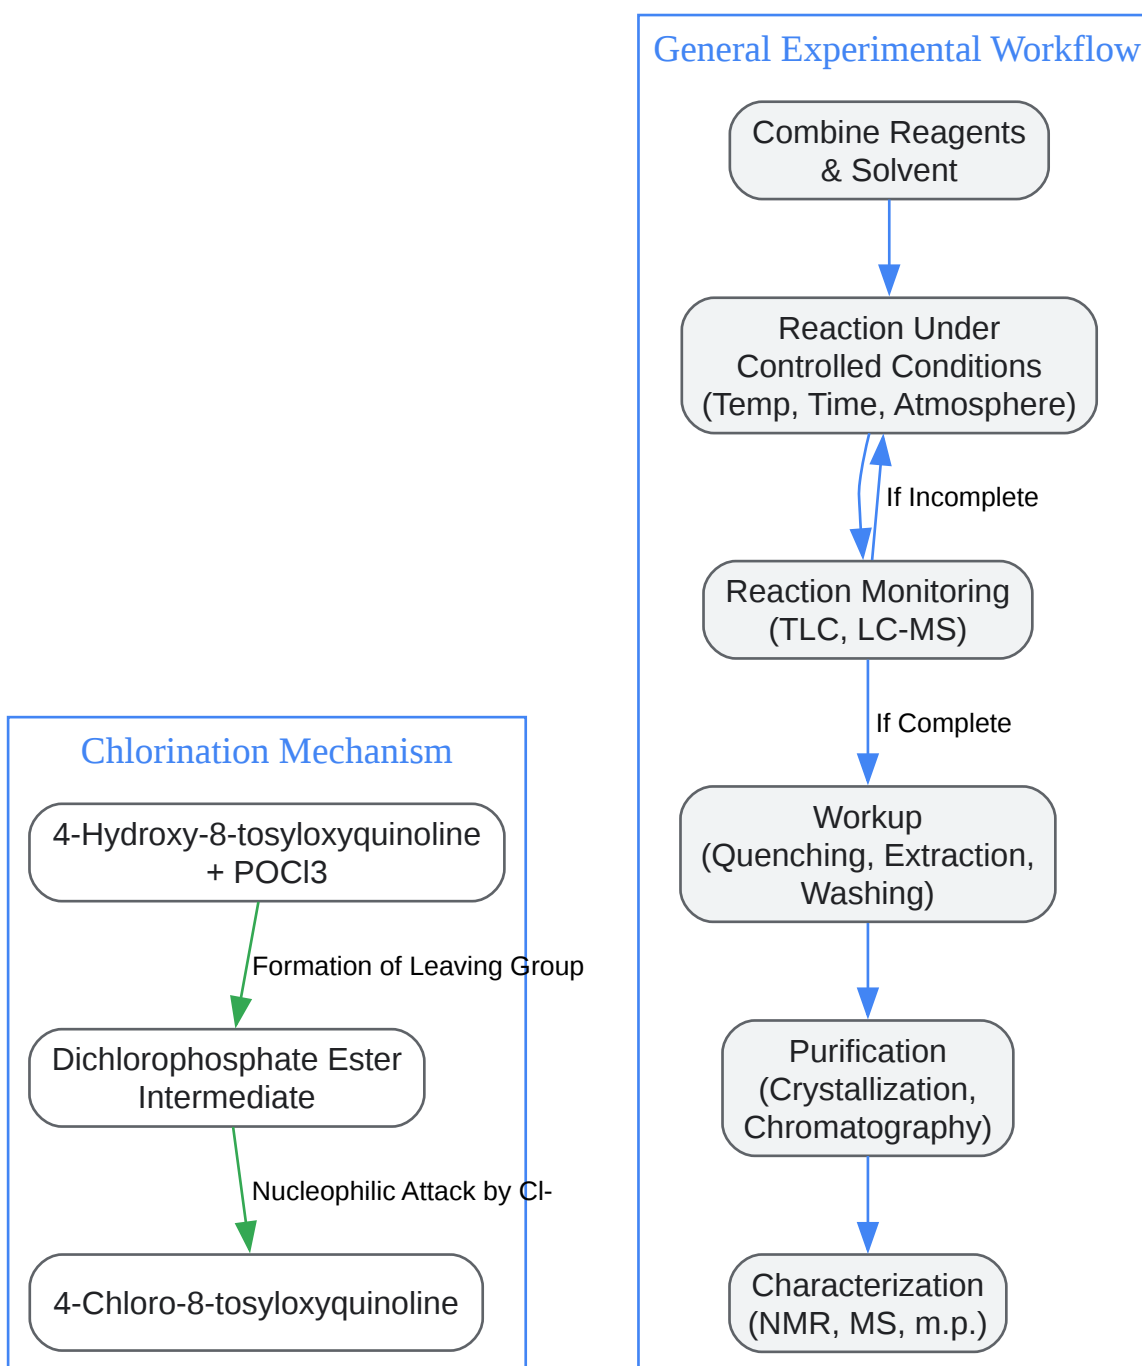 General Experimental Workflow
Combine Reagents
& Solvent
Reaction Under
Controlled Conditions
(Temp, Time, Atmosphere)
If Incomplete
Reaction Monitoring
(TLC, LC-MS)
If Complete
Workup
(Quenching, Extraction,
Washing)
Purification
(Crystallization,
Chromatography)
Characterization
(NMR, MS, m.p.)
Chlorination Mechanism
4-Hydroxy-8-tosyloxyquinoline
+ POCl3
Formation of Leaving Group
Dichlorophosphate Ester
Intermediate
Nucleophilic Attack by Cl-
4-Chloro-8-tosyloxyquinoline